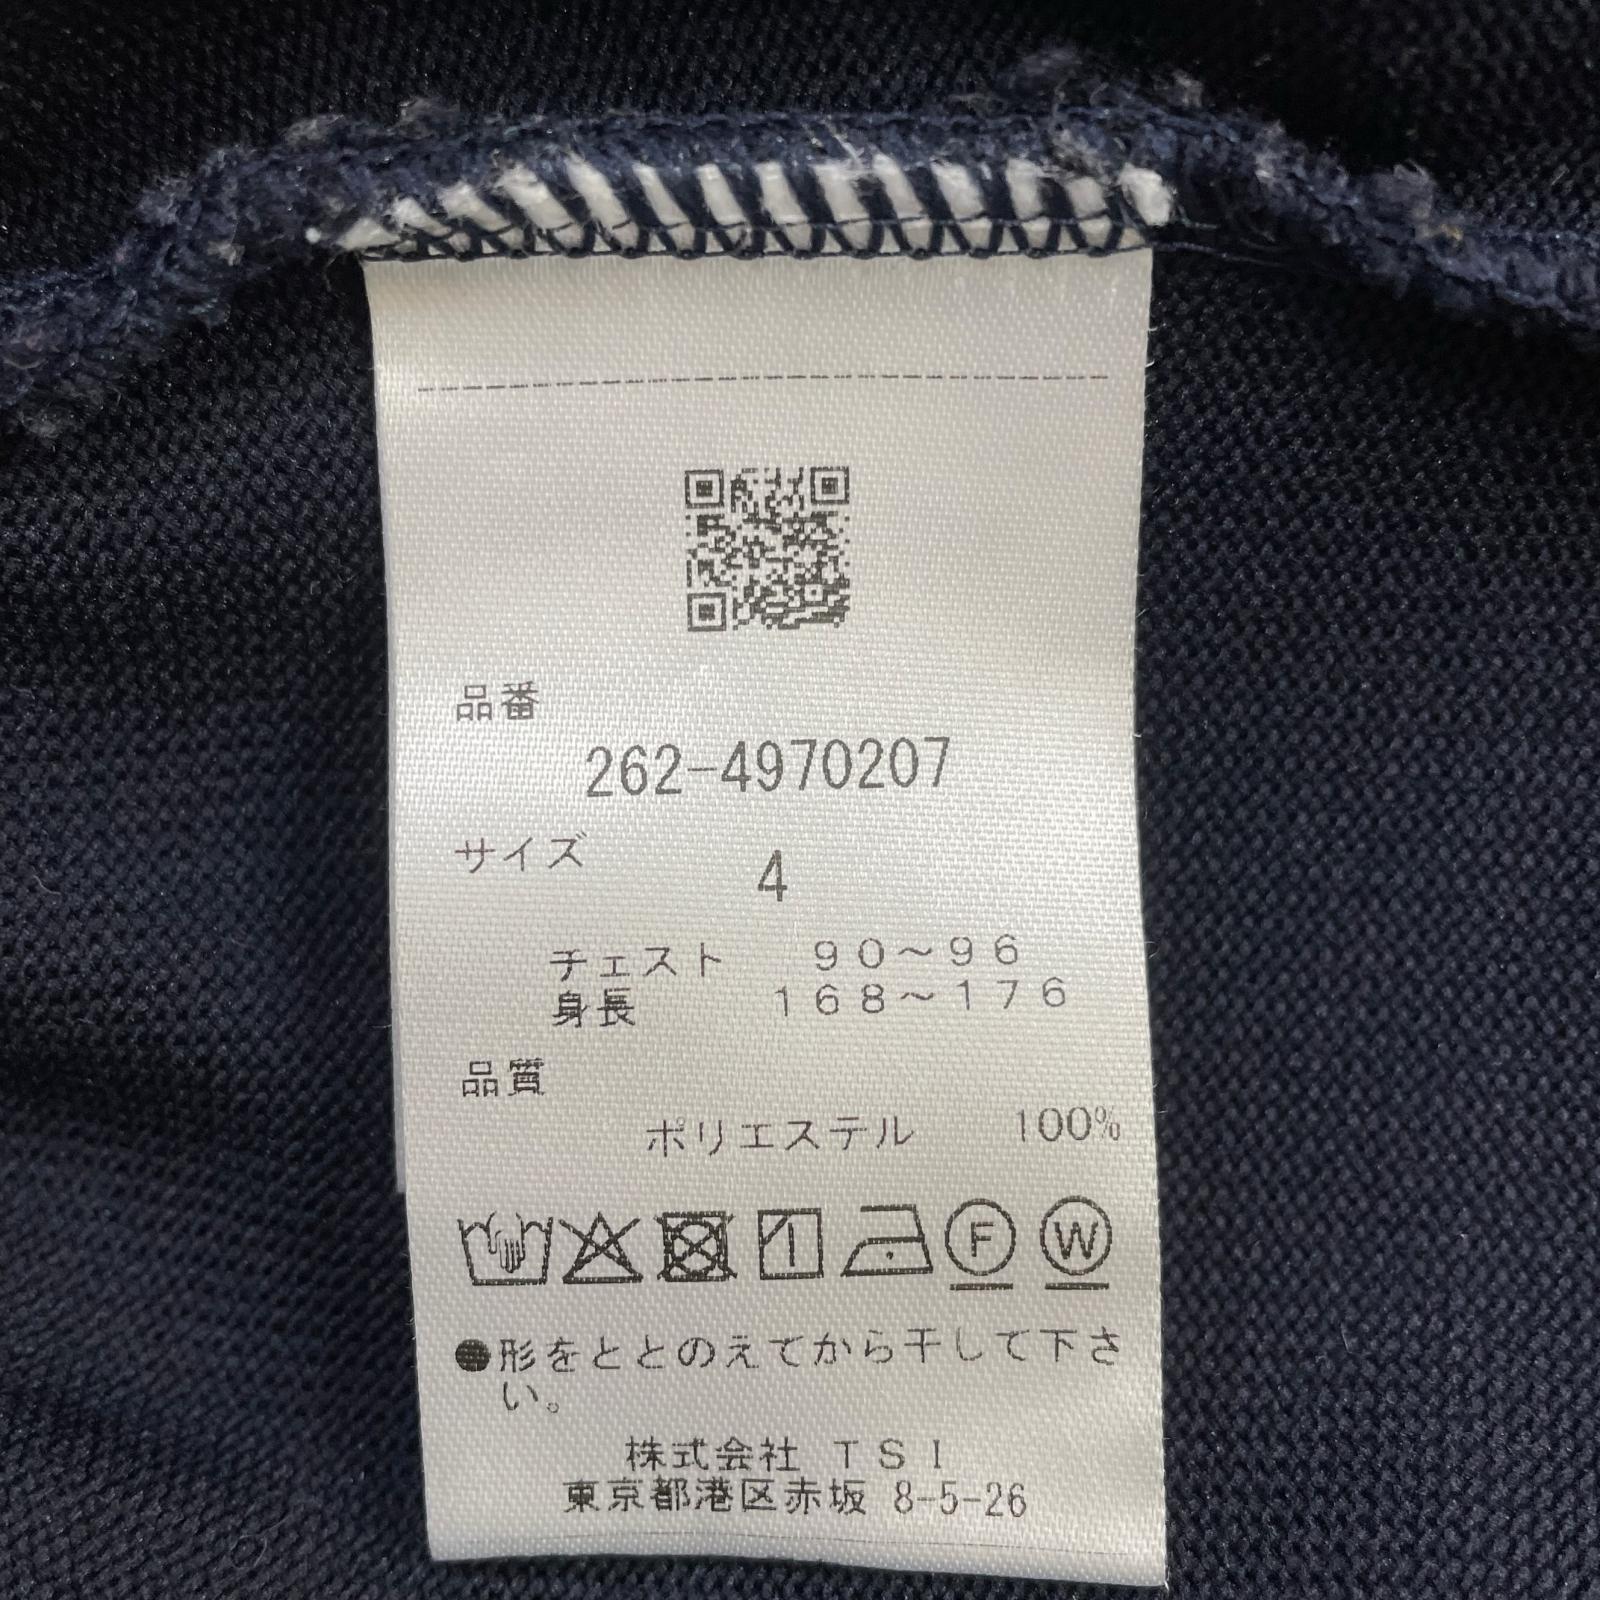 品番
262-4970207
サイズ
4
チェスト 90～96
身長 168～176
品質
ポリエステル 100%
F W
●形をととのえてから干して下さ
い。
株式会社 TSI
東京都港区赤坂 8-5-26